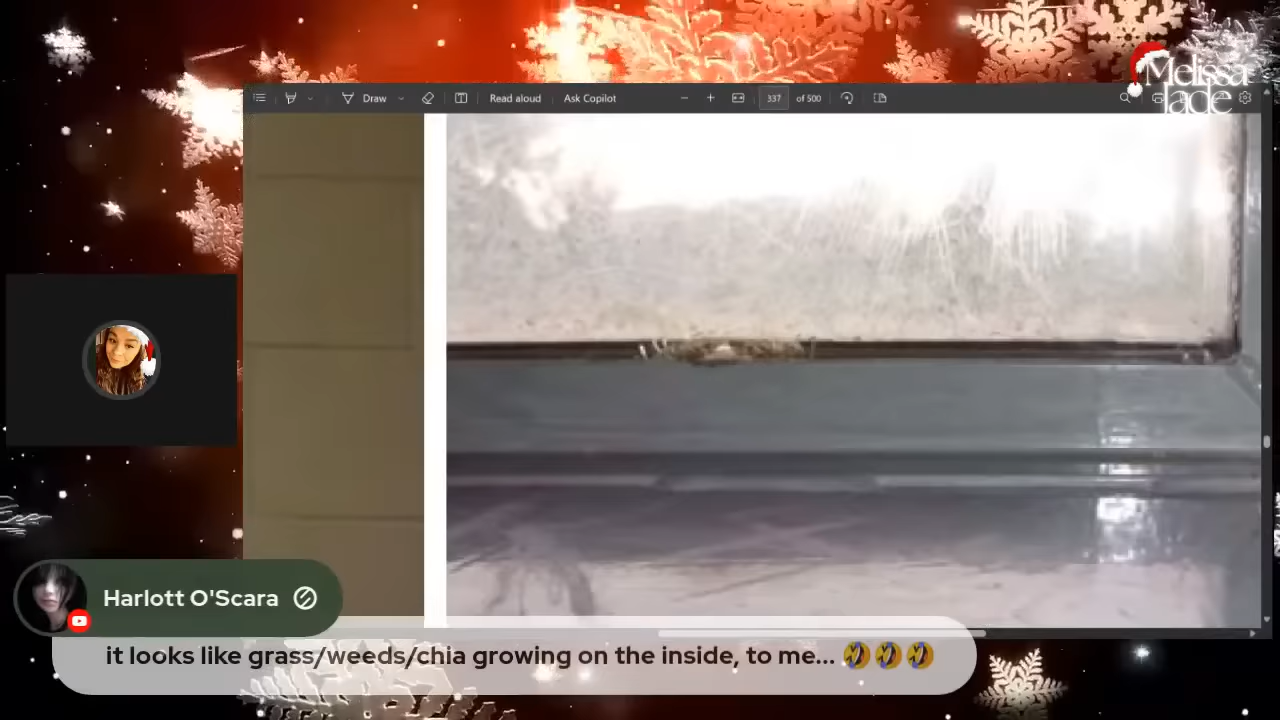 Melissa
Jade
Draw
Read aloud
Ask Copilot
337
of 500
Harlott O'Scara
it looks like grass/weeds/chia growing on the inside, to me... 🤣🤣🤣